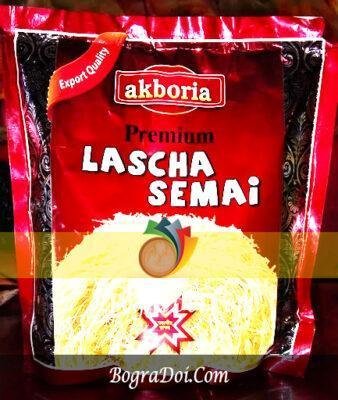 Export Quality
akboria
Premium
LASCHA
SEMAi
BograDoi.Com